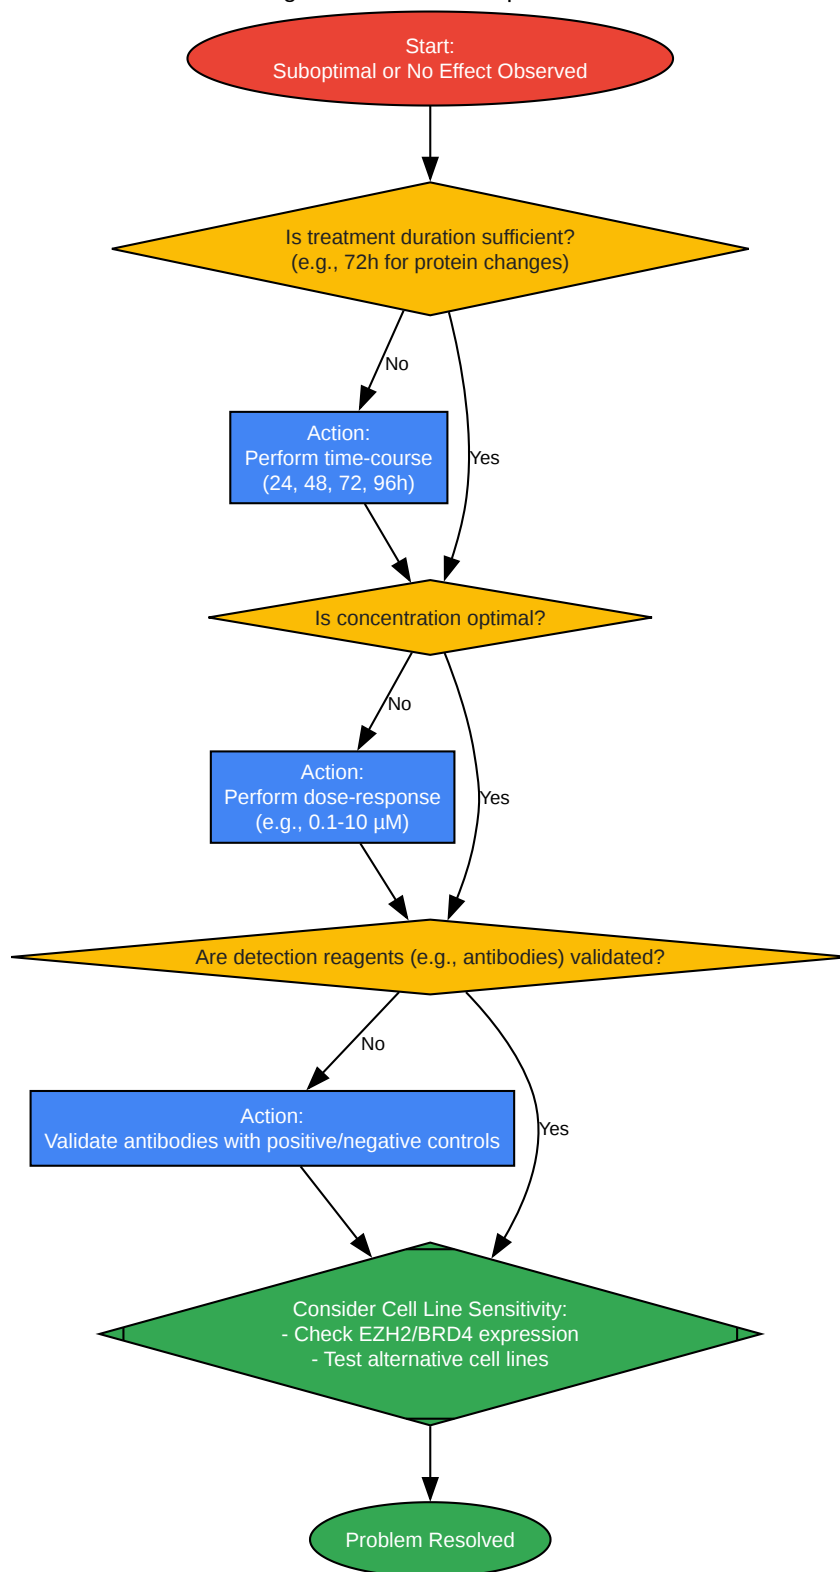 Start:
Suboptimal or No Effect Observed
Is treatment duration sufficient?
(e.g., 72h for protein changes)
No
Action:
Perform time-course
(24, 48, 72, 96h)
Yes
Is concentration optimal?
No
Action:
Perform dose-response
(e.g., 0.1-10 µM)
Yes
Are detection reagents (e.g., antibodies) validated?
No
Action:
Validate antibodies with positive/negative controls
Yes
Consider Cell Line Sensitivity:
- Check EZH2/BRD4 expression
- Test alternative cell lines
Problem Resolved